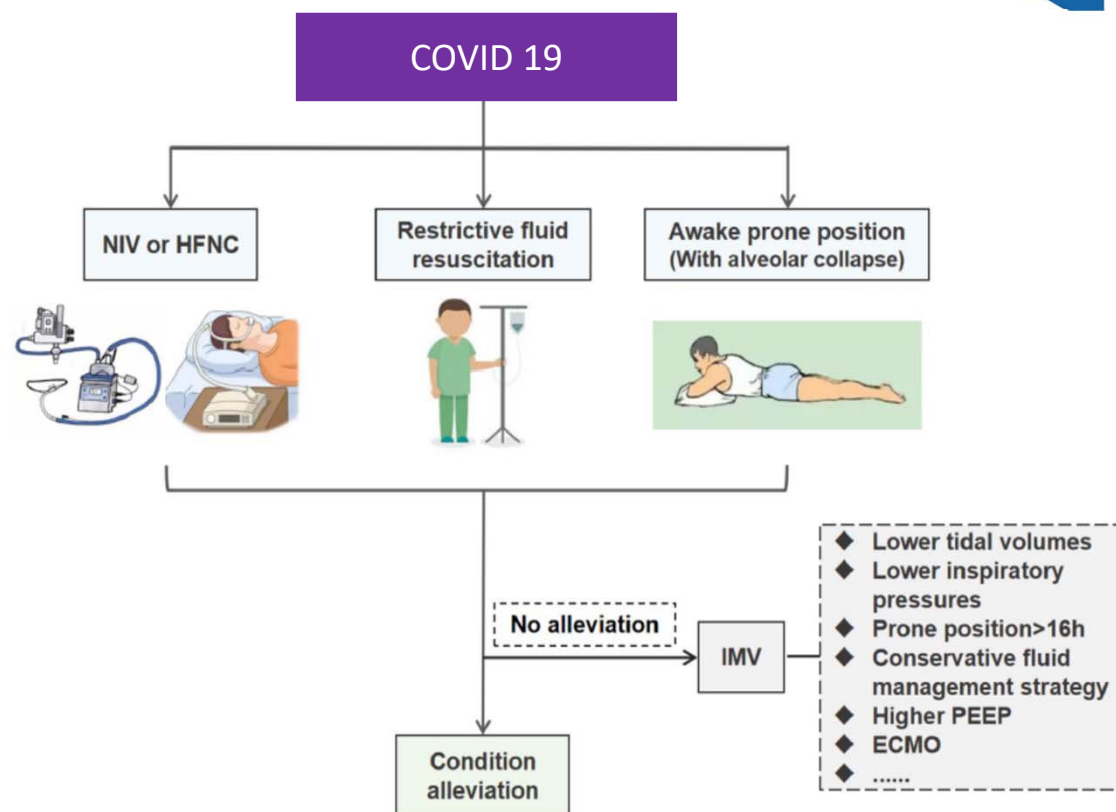 COVID 19
NIV or HFNC
Restrictive fluid
resuscitation
Awake prone position
(With alveolar collapse)
No alleviation
IMV
◆ Lower tidal volumes
◆ Lower inspiratory
pressures
◆ Prone position>16h
◆ Conservative fluid
management strategy
◆ Higher PEEP
◆ ECMO
◆ ......
Condition
alleviation